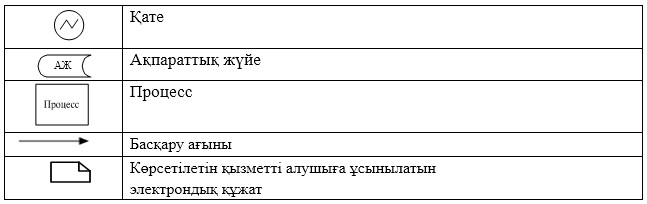 Қате
АЖ
Ақпараттық жүйе
Процесс
Процесс
Басқару ағыны
Көрсетілетін қызметті алушыға ұсынылатын
электрондық құжат